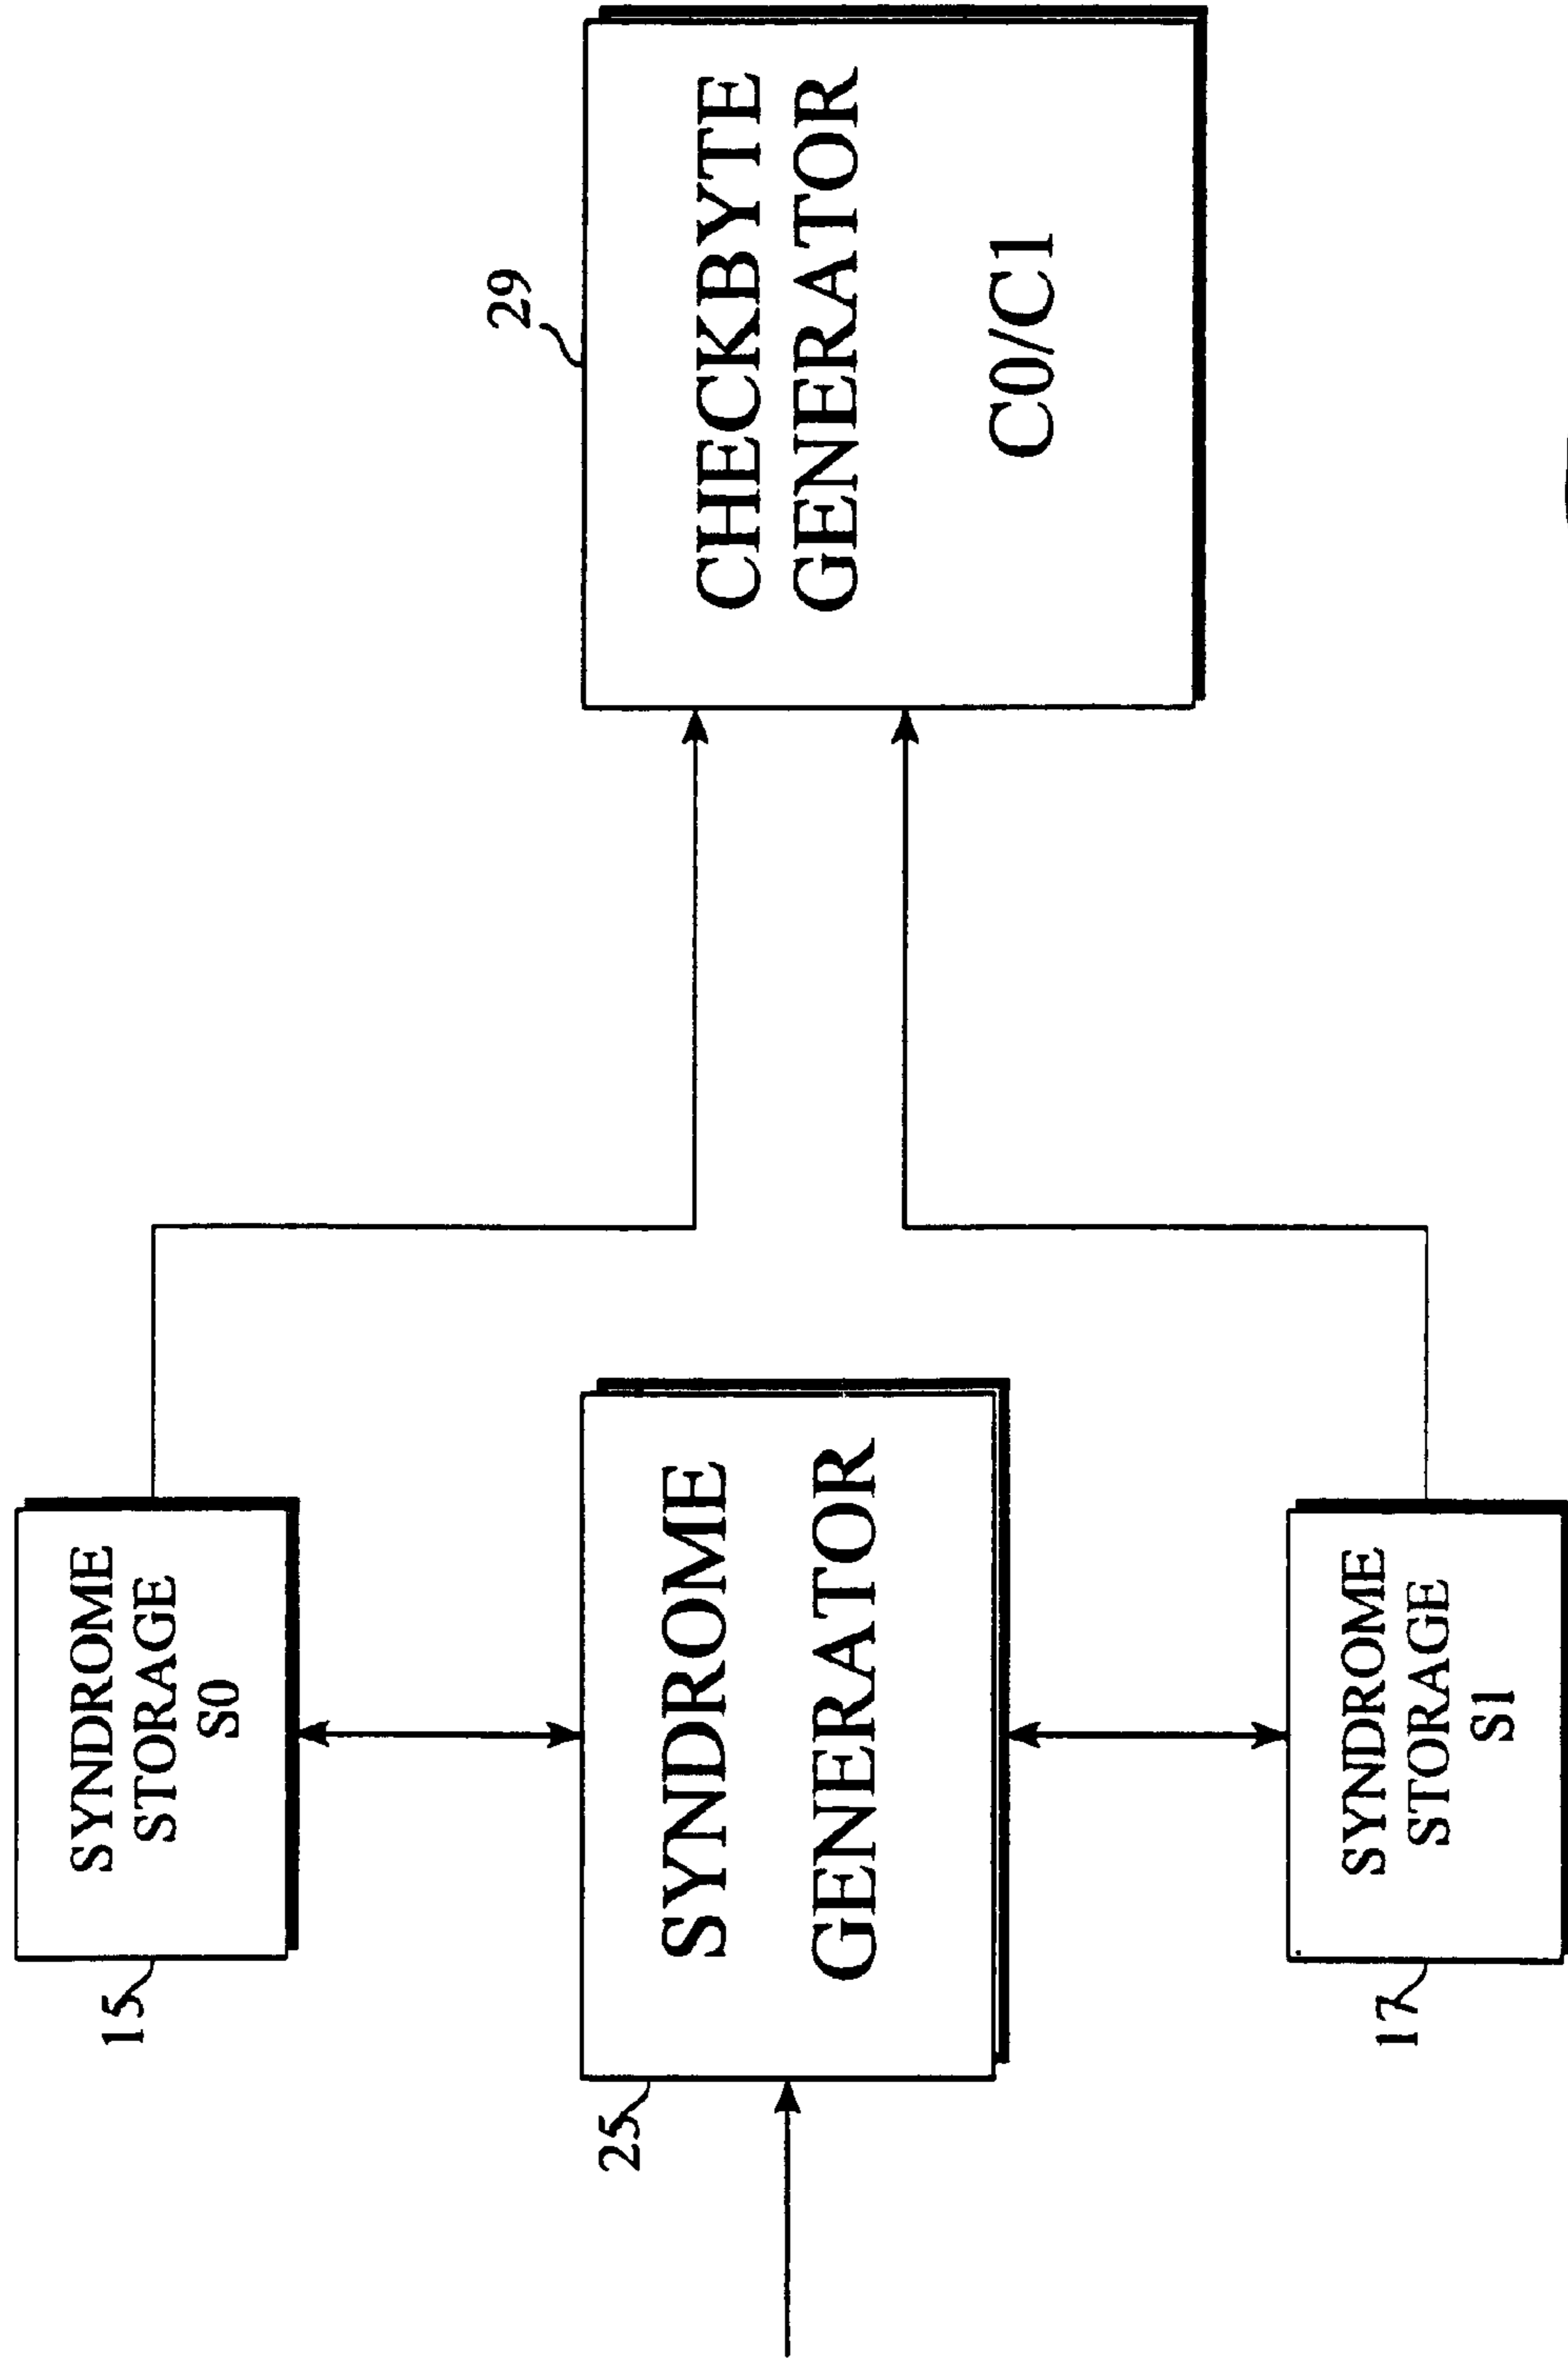 15
SYNDROME
STORAGE
S0
25
SYNDROME
GENERATOR
17
SYNDROME
STORAGE
S1
29
CHECKBYTE
GENERATOR
C0/C1